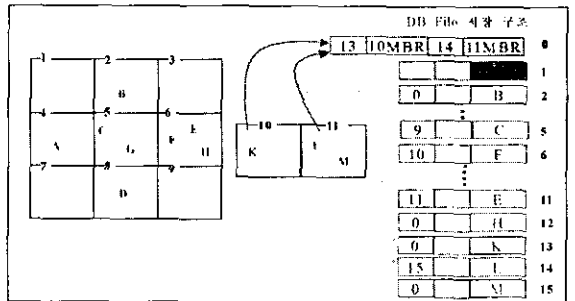 DB File 저장 구조
13 10MBR 14 11MBR 0
1
0 B 2
9 C 5
10 F 6
11 E 11
0 H 12
0 K 13
15 L 14
0 M 15
1 2 3
B
4 5 6
A C G F E H
7 8 9
D
10 11
K L M